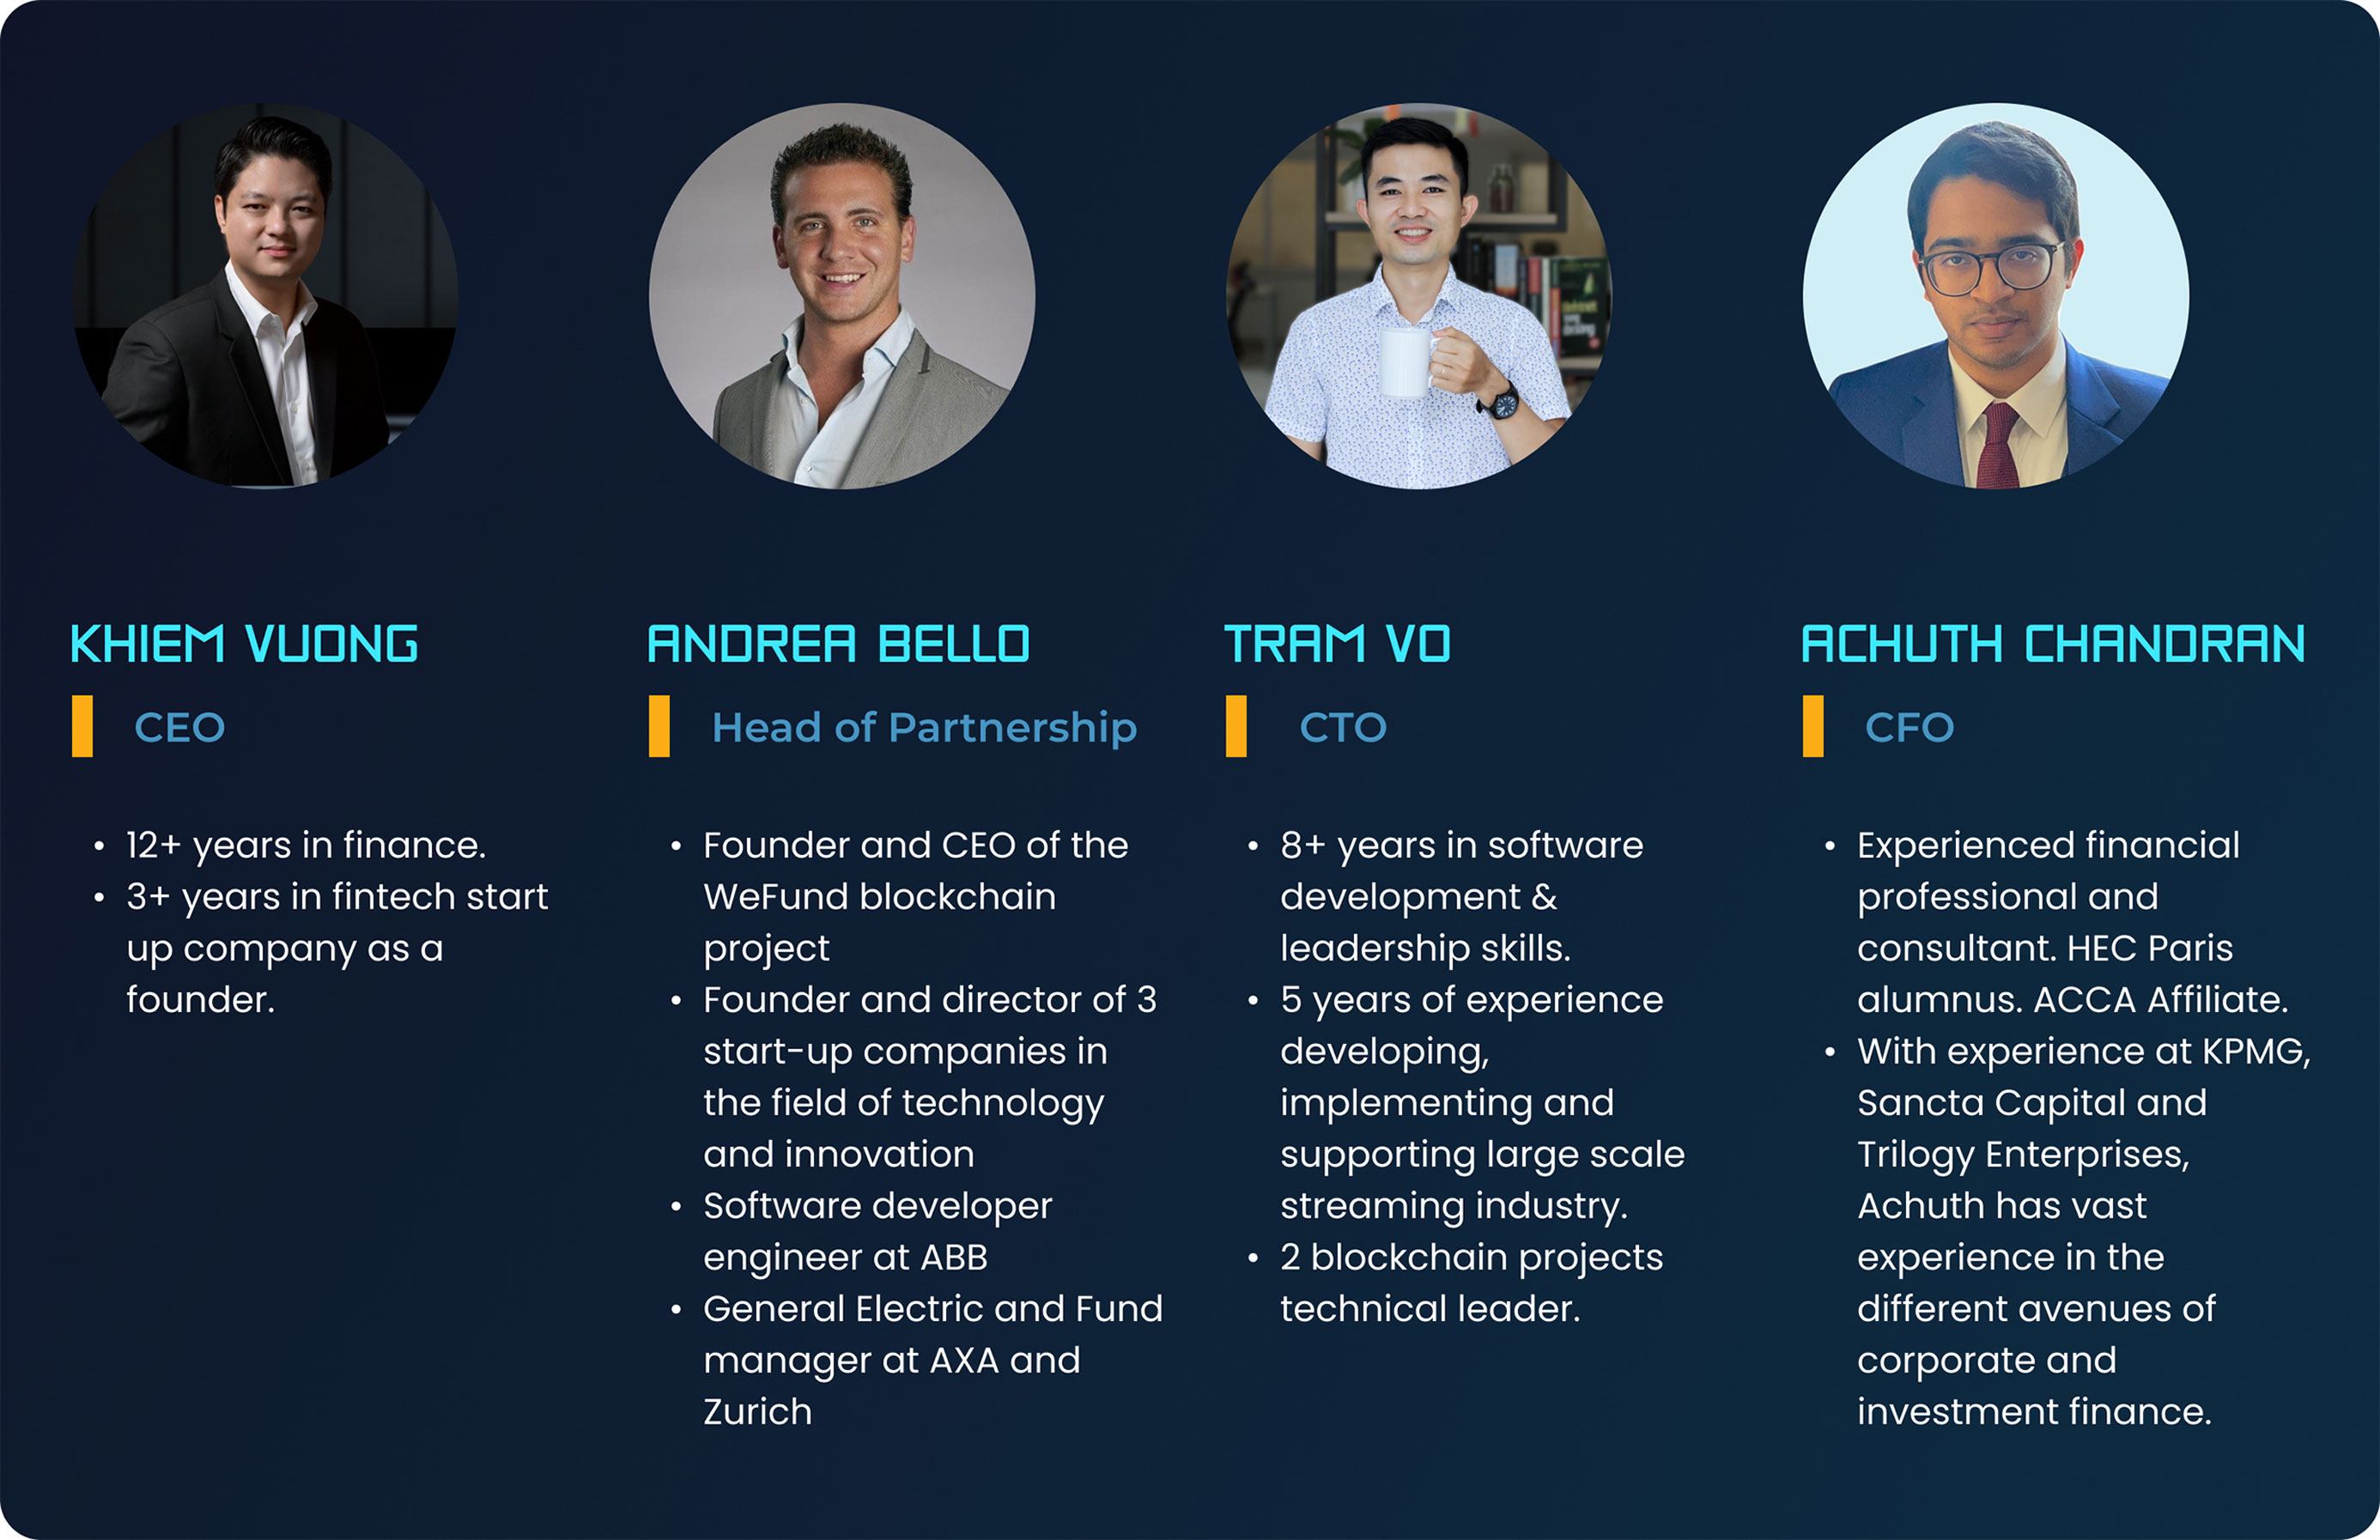 KHIEM VUONG
CEO
• 12+ years in finance.
• 3+ years in fintech start
up company as a
founder.
ANDREA BELLO
Head of Partnership
• Founder and CEO of the
WeFund blockchain
project
• Founder and director of 3
start-up companies in
the field of technology
and innovation
• Software developer
engineer at ABB
• General Electric and Fund
manager at AXA and
Zurich
TRAM VO
CTO
• 8+ years in software
development &
leadership skills.
• 5 years of experience
developing,
implementing and
supporting large scale
streaming industry.
• 2 blockchain projects
technical leader.
ACHUTH CHANDRAN
CFO
• Experienced financial
professional and
consultant. HEC Paris
alumnus. ACCA Affiliate.
• With experience at KPMG,
Sancta Capital and
Trilogy Enterprises,
Achuth has vast
experience in the
different avenues of
corporate and
investment finance.